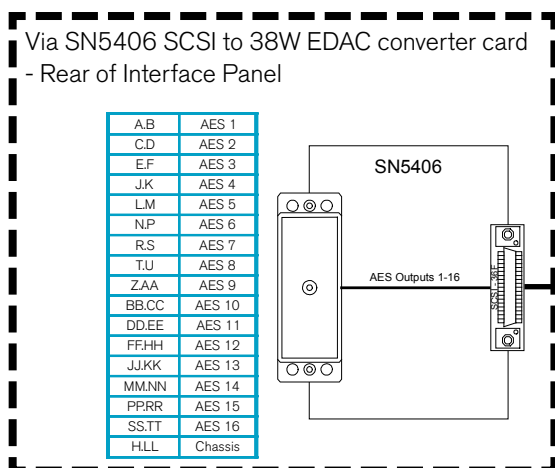 Via SN5406 SCSI to 38W EDAC converter card
- Rear of Interface Panel
A.B AES 1
C.D AES 2
E.F AES 3
J.K AES 4
L.M AES 5
N.P AES 6
R.S AES 7
T.U AES 8
Z.AA AES 9
BB.CC AES 10
DD.EE AES 11
FF.HH AES 12
JJ.KK AES 13
MM.NN AES 14
PP.RR AES 15
SS.TT AES 16
H.LL Chassis
SN5406
AES Outputs 1-16
SCSI - 36F